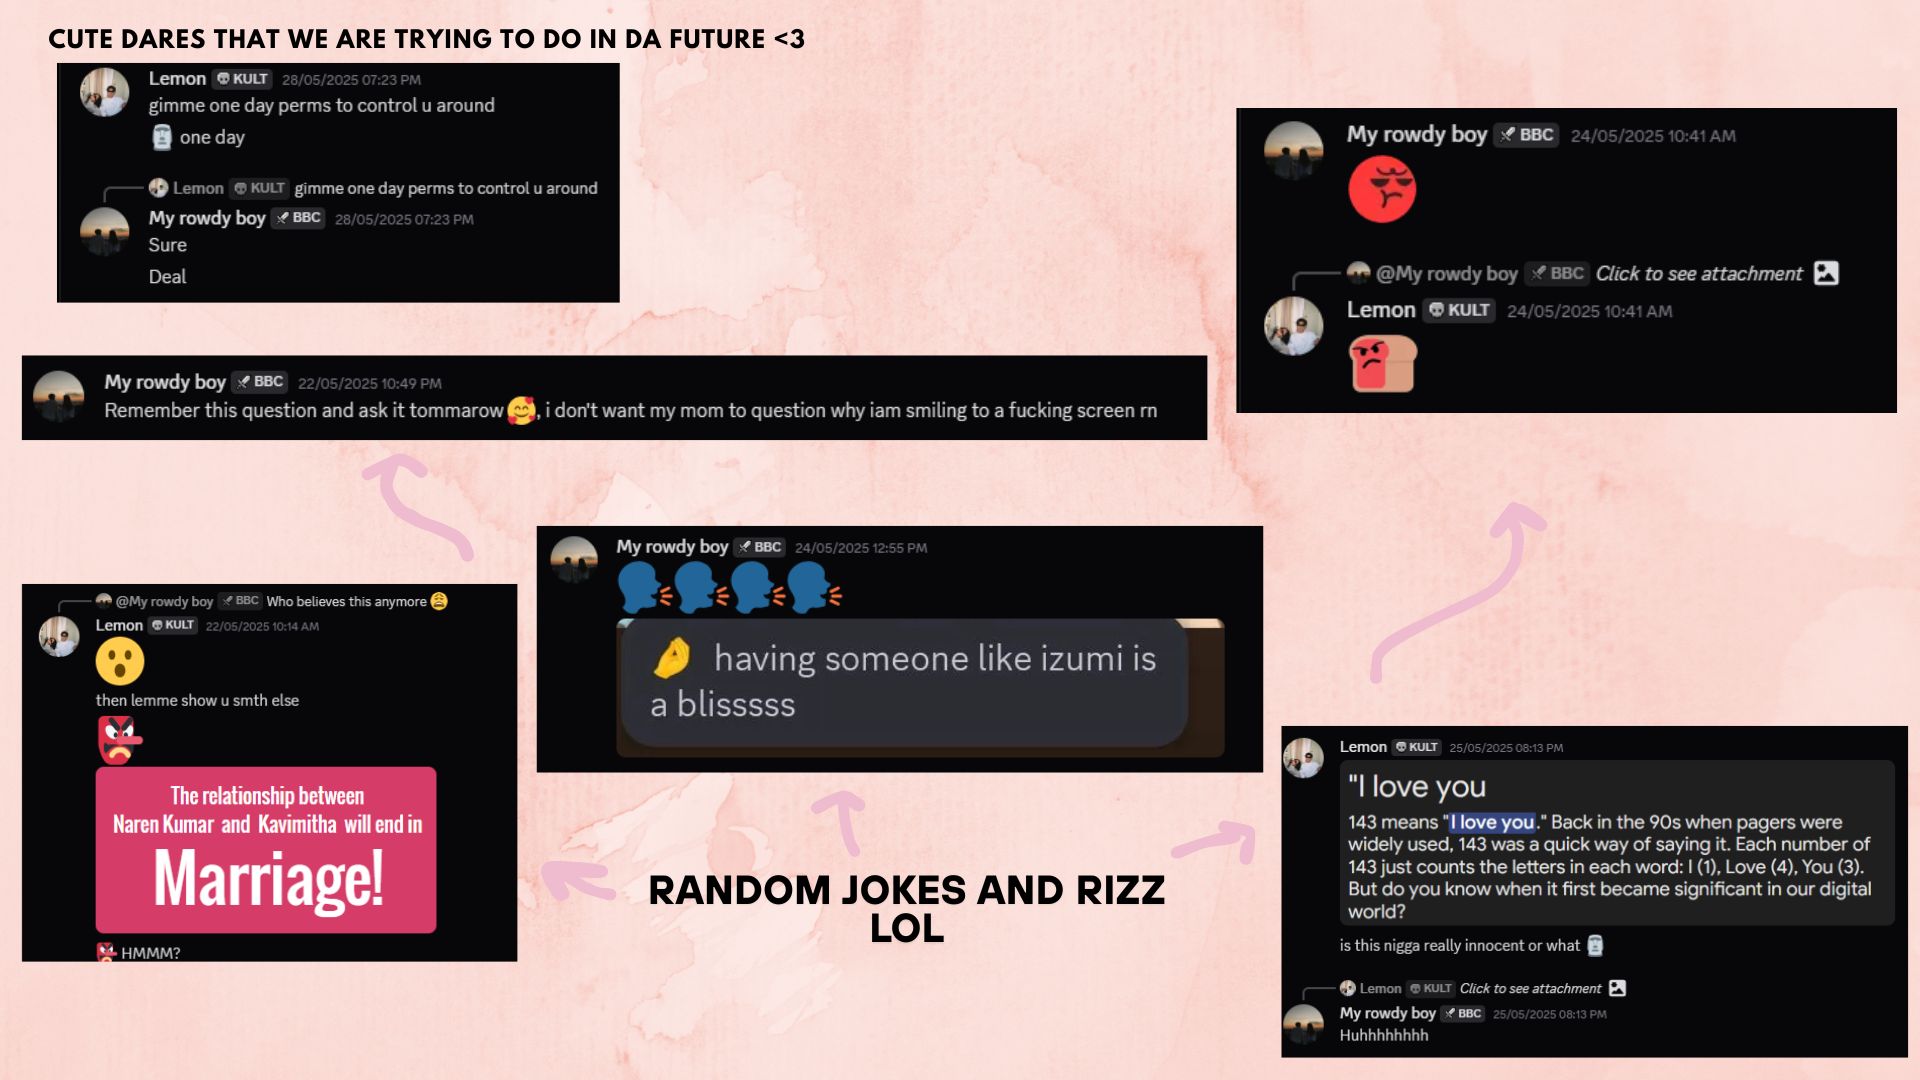 CUTE DARES THAT WE ARE TRYING TO DO IN DA FUTURE <3
Lemon KULT 28/05/2025 07:23 PM
gimme one day perms to control u around
🗿 one day
Lemon KULT gimme one day perms to control u around
My rowdy boy BBC 28/05/2025 07:23 PM
Sure
Deal
My rowdy boy BBC 24/05/2025 10:41 AM
@My rowdy boy BBC Click to see attachment
Lemon KULT 24/05/2025 10:41 AM
My rowdy boy BBC 22/05/2025 10:49 PM
Remember this question and ask it tommarow 🥰, i don't want my mom to question why iam smiling to a fucking screen rn
My rowdy boy BBC 24/05/2025 12:55 PM
🗣️🗣️🗣️🗣️
🤌 having someone like izumi is
a blisssss
@My rowdy boy BBC Who believes this anymore 😩
Lemon KULT 22/05/2025 10:14 AM
😮
then lemme show u smth else
👺
The relationship between
Naren Kumar and Kavimitha will end in
Marriage!
👺 HMMM?
RANDOM JOKES AND RIZZ
LOL
Lemon KULT 25/05/2025 08:13 PM
"I love you
143 means "I love you." Back in the 90s when pagers were
widely used, 143 was a quick way of saying it. Each number of
143 just counts the letters in each word: I (1), Love (4), You (3).
But do you know when it first became significant in our digital
world?
is this nigga really innocent or what 🗿
Lemon KULT Click to see attachment
My rowdy boy BBC 25/05/2025 08:13 PM
Huhhhhhhhh